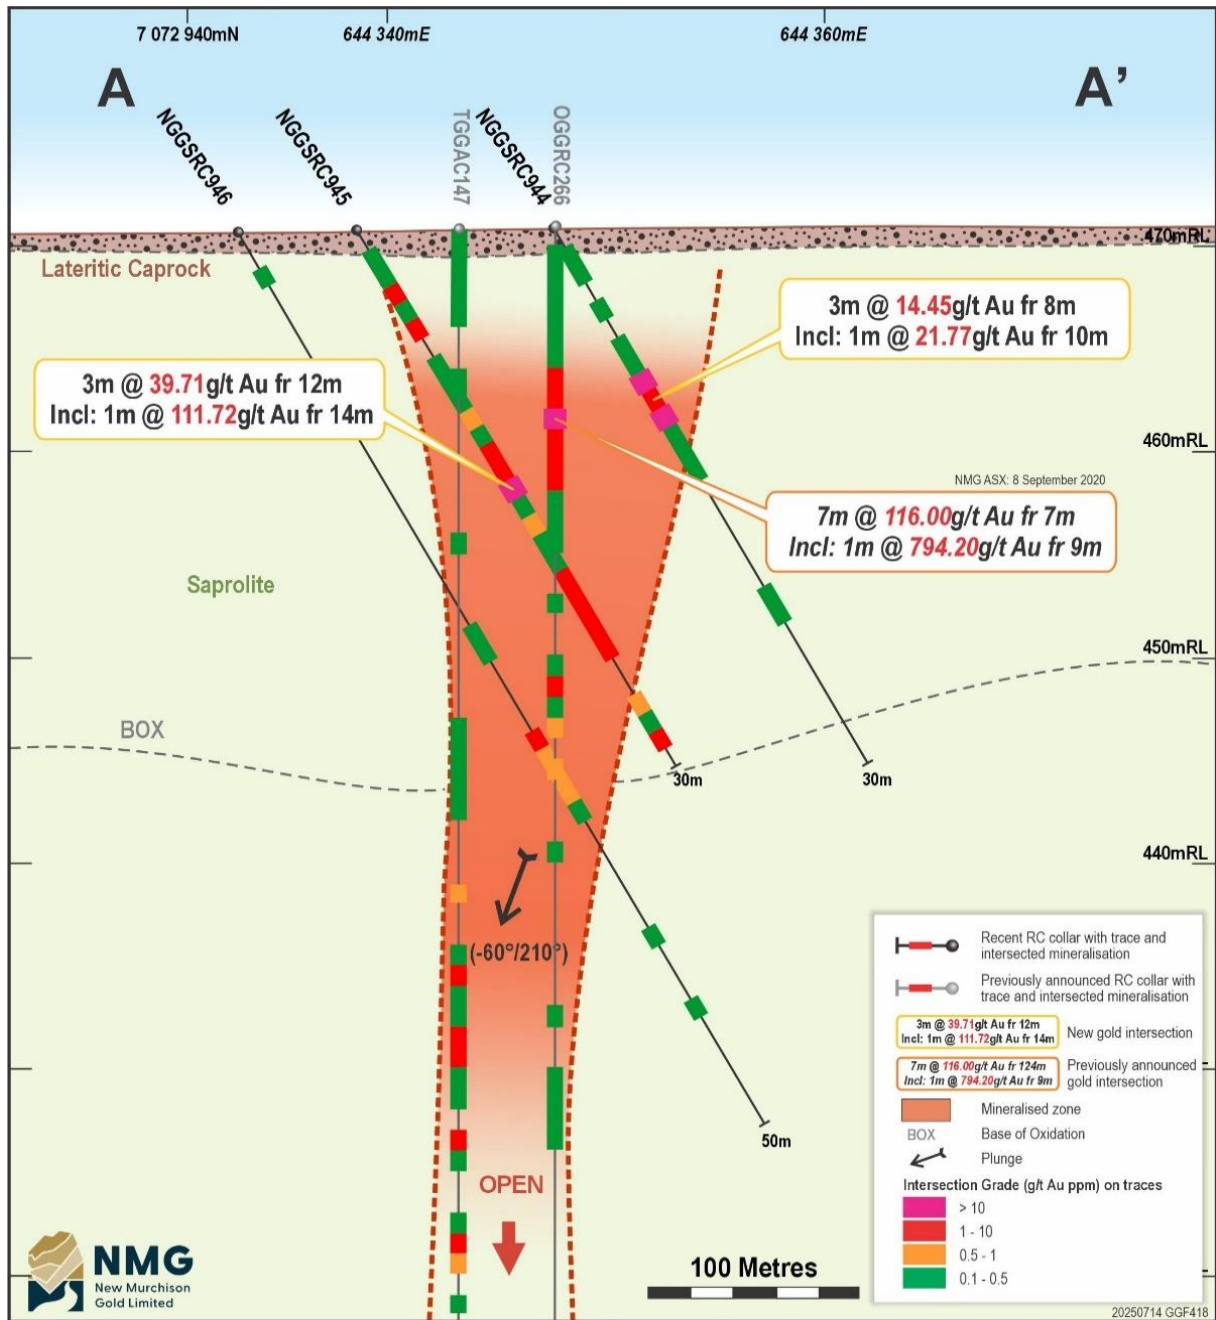 7 072 940mN
644 340mE
644 360mE
A
A'
NGGSRC946
NGGSRC945
TGGAC147
NGGSRC944
OGGRC266
470mRL
Lateritic Caprock
3m @ 14.45g/t Au fr 8m
Incl: 1m @ 21.77g/t Au fr 10m
3m @ 39.71g/t Au fr 12m
Incl: 1m @ 111.72g/t Au fr 14m
460mRL
NMG ASX: 8 September 2020
7m @ 116.00g/t Au fr 7m
Incl: 1m @ 794.20g/t Au fr 9m
Saprolite
450mRL
BOX
30m
30m
440mRL
(-60°/210°)
50m
OPEN
Recent RC collar with trace and
intersected mineralisation
Previously announced RC collar with
trace and intersected mineralisation
3m @ 39.71g/t Au fr 12m
Incl: 1m @ 111.72g/t Au fr 14m
New gold intersection
7m @ 116.00g/t Au fr 124m
Incl: 1m @ 794.20g/t Au fr 9m
Previously announced
gold intersection
Mineralised zone
BOX
Base of Oxidation
Plunge
Intersection Grade (g/t Au ppm) on traces
> 10
1 - 10
0.5 - 1
0.1 - 0.5
NMG
New Murchison
Gold Limited
100 Metres
20250714 GGF418